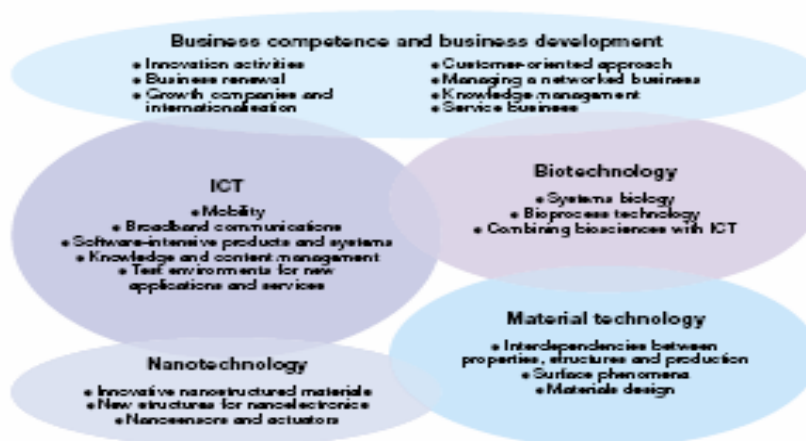 Business competence and business development
• Innovation activities
• Business renewal
• Growth companies and
internationalisation
• Customer-oriented approach
• Managing a networked business
• Knowledge management
• Service business
ICT
• Mobility
• Broadband communications
• Software-intensive products and systems
• Knowledge and content management
• Test environments for new
applications and services
Biotechnology
• Systems biology
• Bioprocess technology
• Combining biosciences with ICT
Material technology
• Interdependencies between
properties, structures and production
• Surface phenomena
• Materials design
Nanotechnology
• Innovative nanostructured materials
• New structures for nanoelectronics
• Nanosensors and actuators